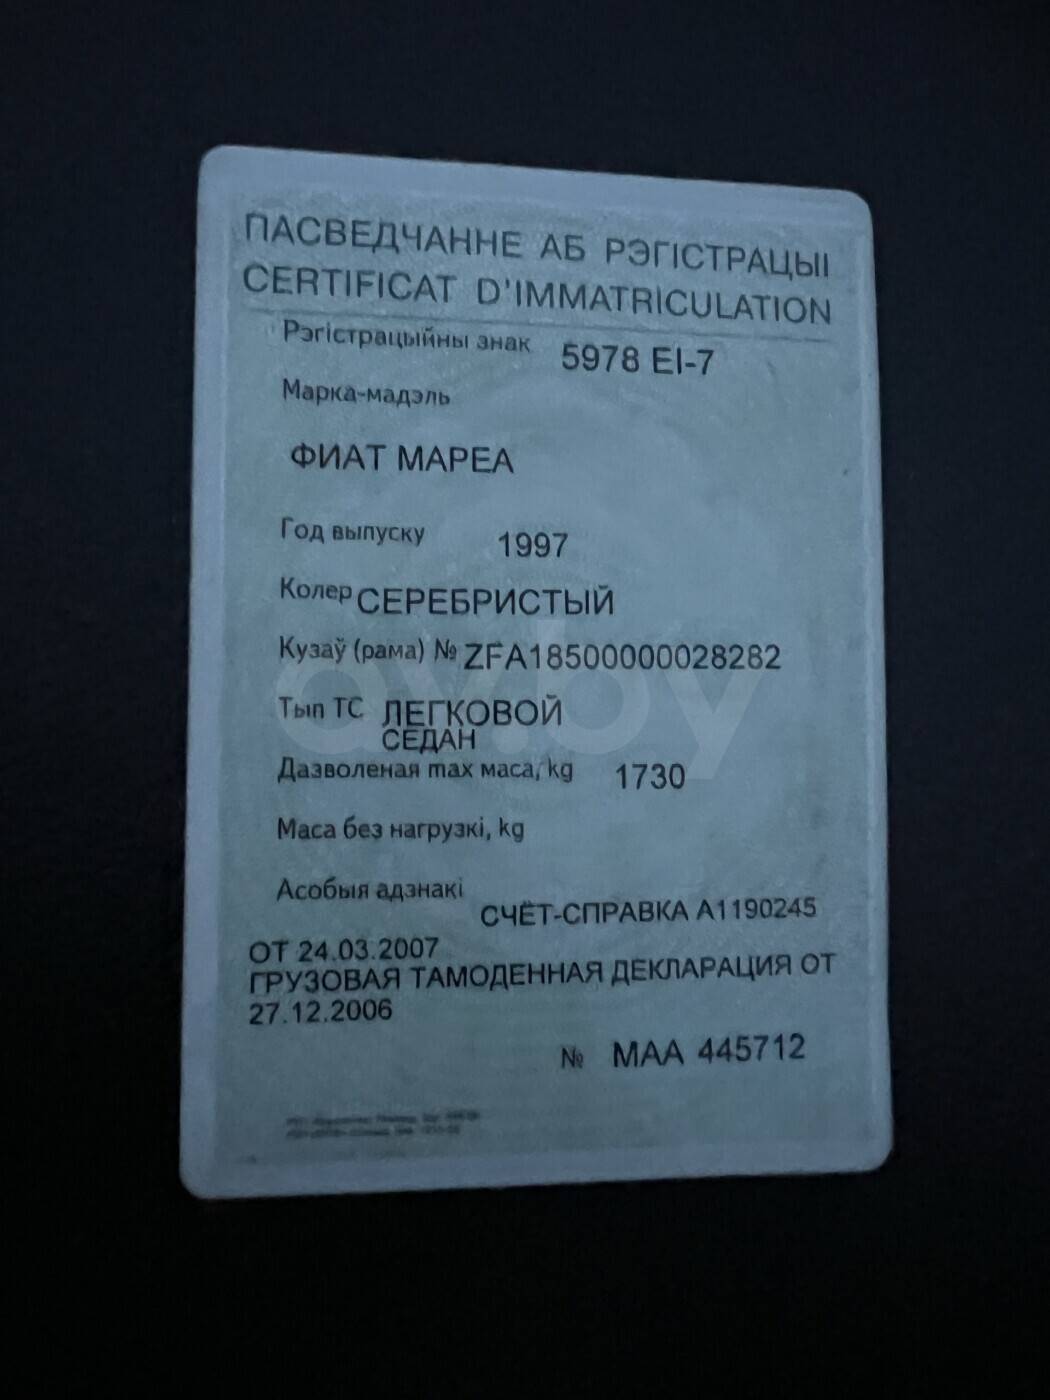 ПАСВЕДЧАННЕ АБ РЭГІСТРАЦЫІ
CERTIFICAT D'IMMATRICULATION
Рэгістрацыйны знак 5978 EI-7
Марка-мадэль
ФИАТ МАРЕА
Год выпуску 1997
Колер СЕРЕБРИСТЫЙ
Кузаў (рама) № ZFA18500000028282
av.by
Тып ТС ЛЕГКОВОЙ
СЕДАН
Дазволеная max маса, kg 1730
Маса без нагрузкі, kg
Асобыя адзнакі
СЧЁТ-СПРАВКА А1190245
ОТ 24.03.2007
ГРУЗОВАЯ ТАМОДЕННАЯ ДЕКЛАРАЦИЯ ОТ
27.12.2006
№ МАА 445712